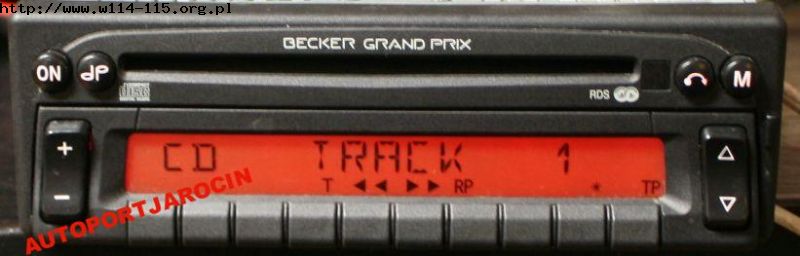 http://www.w114-115.org.pl
BECKER GRAND PRIX
ON
M
RDS
+
−
CD TRACK 1
T ◄◄ ►► RP * TP
AUTOPORTJAROCIN